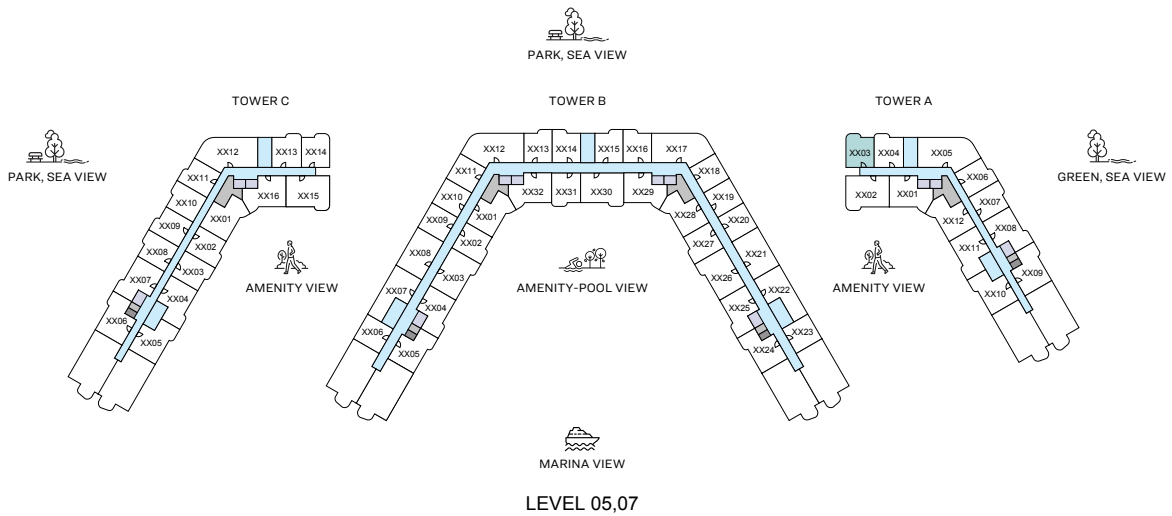 PARK, SEA VIEW
TOWER C
TOWER B
TOWER A
PARK, SEA VIEW
GREEN, SEA VIEW
XX12
XX13
XX14
XX11
XX10
XX09
XX08
XX07
XX06
XX01
XX16
XX15
XX02
XX03
XX04
XX05
AMENITY VIEW
XX12
XX13
XX14
XX15
XX16
XX17
XX11
XX10
XX09
XX08
XX07
XX06
XX01
XX32
XX31
XX30
XX29
XX28
XX18
XX19
XX20
XX02
XX03
XX04
XX05
XX27
XX26
XX25
XX24
XX21
XX22
XX23
AMENITY-POOL VIEW
XX03
XX04
XX05
XX02
XX01
XX06
XX07
XX08
XX09
XX12
XX11
XX10
AMENITY VIEW
MARINA VIEW
LEVEL 05,07